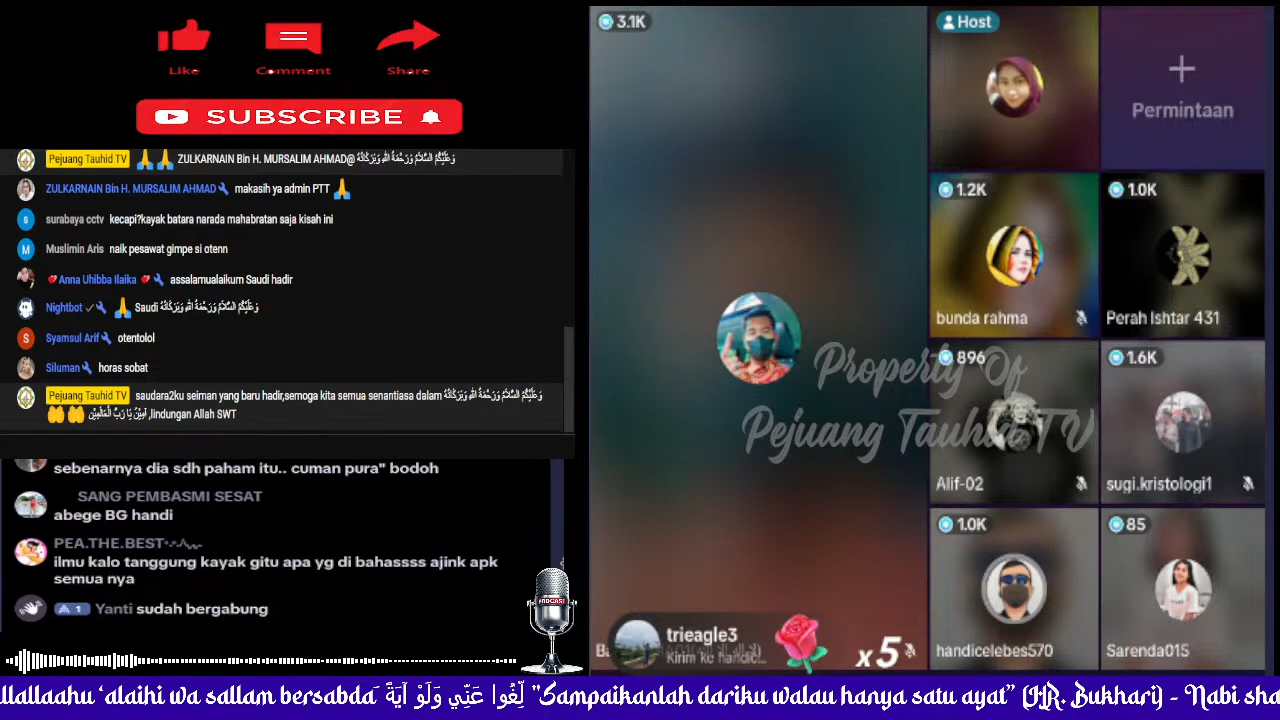 Like
Comment
Share
SUBSCRIBE
Pejuang Tauhid TV 🙏 🙏 ZULKARNAIN Bin H. MURSALIM AHMAD@ وَعَلَيْكُمُ السَّلَامُ وَرَحْمَةُ اللهِ وَبَرَكَاتُهُ
ZULKARNAIN Bin H. MURSALIM AHMAD makasih ya admin PTT 🙏
surabaya cctv kecapi?kayak batara narada mahabratan saja kisah ini
Muslimin Aris naik pesawat gimpe si otenn
Anna Uhibba Ilaika assalamualaikum Saudi hadir
Nightbot 🙏 Saudi وَعَلَيْكُمُ السَّلَامُ وَرَحْمَةُ اللهِ وَبَرَكَاتُهُ
Syamsul Arif otentolol
Siluman horas sobat
Pejuang Tauhid TV saudara2ku seiman yang baru hadir,semoga kita semua senantiasa dalam وَعَلَيْكُمُ السَّلَامُ وَرَحْمَةُ اللهِ وَبَرَكَاتُهُ
🤲 🤲 آمِيْنُ يَا رَبُّ الْعَالَمِيْن ,lindungan Allah SWT
sebenarnya dia sdh paham itu.. cuman pura" bodoh
SANG PEMBASMI SESAT
abege BG handi
PEA.THE.BEST
ilmu kalo tanggung kayak gitu apa yg di bahassss ajink apk
semua nya
1 Yanti sudah bergabung
PODCAST
3.1K
Host
Permintaan
1.2K
bunda rahma
1.0K
Perah Ishtar 431
896
Alif-02
1.6K
sugi.kristologi1
1.0K
handicelebes570
85
Sarenda015
Property Of
Pejuang Tauhid TV
trieagle3
Kirim ke handic...
x5
llallaahu ‘alaihi wa sallam bersabda لِّغُوا عَنِّي وَلَوْ آيَةً "Sampaikanlah dariku walau hanya satu ayat” (H.R. Bukhari) - Nabi sha